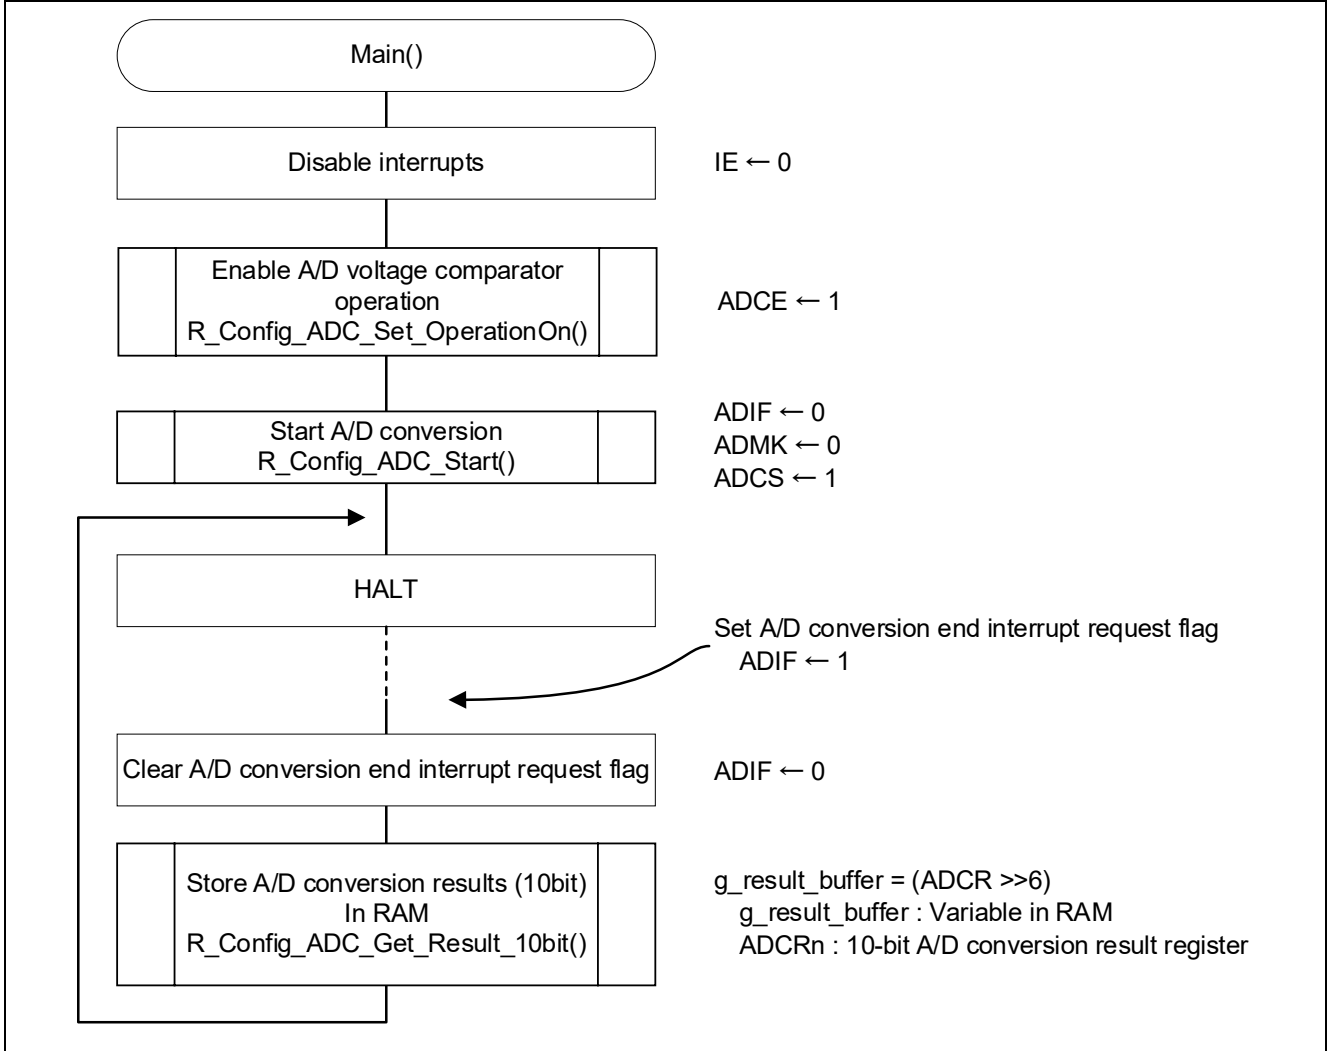 Main()
Disable interrupts
IE ← 0
Enable A/D voltage comparator
operation
R_Config_ADC_Set_OperationOn()
ADCE ← 1
Start A/D conversion
R_Config_ADC_Start()
ADIF ← 0
ADMK ← 0
ADCS ← 1
HALT
Set A/D conversion end interrupt request flag
ADIF ← 1
Clear A/D conversion end interrupt request flag
ADIF ← 0
Store A/D conversion results (10bit)
In RAM
R_Config_ADC_Get_Result_10bit()
g_result_buffer = (ADCR >>6)
g_result_buffer : Variable in RAM
ADCRn : 10-bit A/D conversion result register